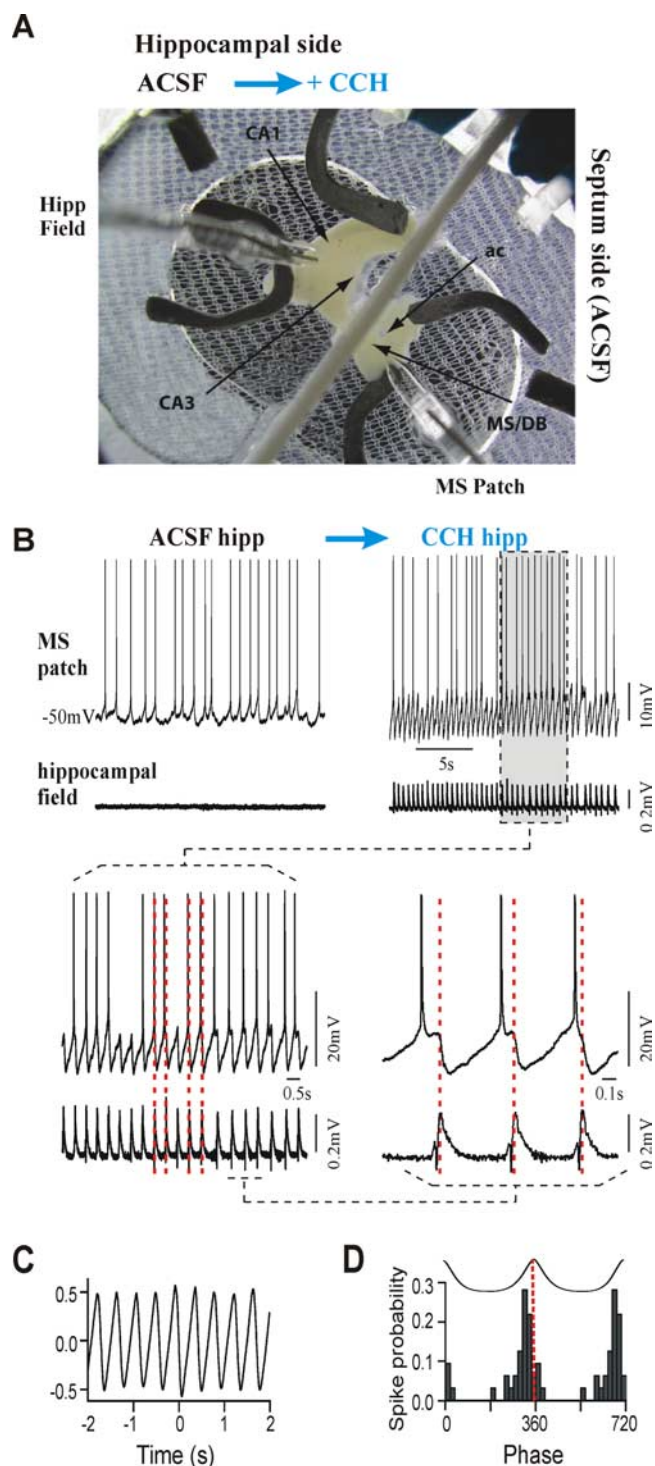 A
Hippocampal side
ACSF + CCH
CA1
Hipp
Field
Septum side (ACSF)
ac
CA3
MS/DB
MS Patch
B
ACSF hipp CCH hipp
MS
patch
-50mV
10mV
5s
hippocampal
field
0.2mV
20mV
0.5s
20mV
0.1s
0.2mV
0.2mV
C
0.5
0.0
-0.5
-2 -1 0 1 2
Time (s)
D
Spike probability
0.3
0.2
0.1
0.0
0 360 720
Phase